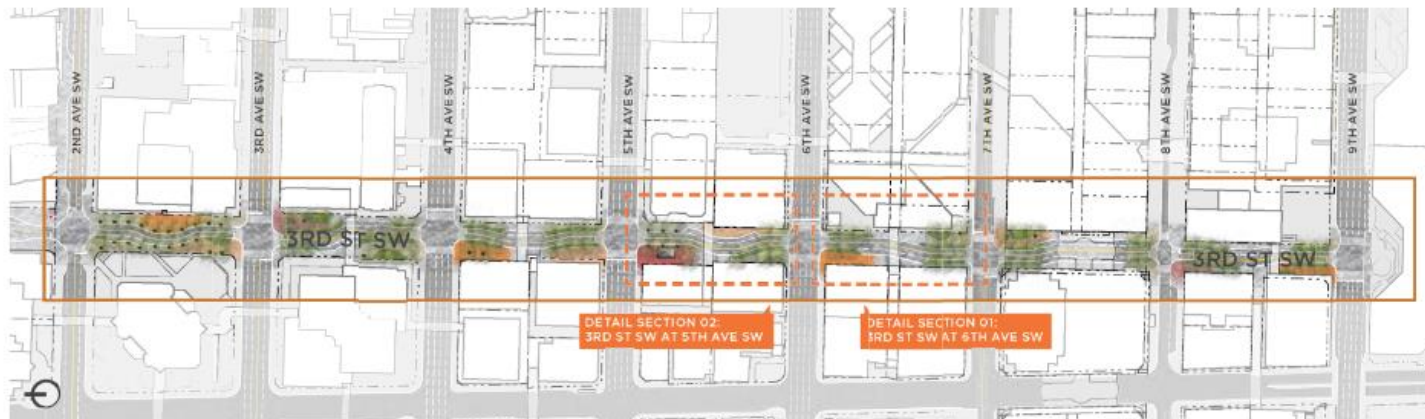 2ND AVE SW
3RD AVE SW
4TH AVE SW
5TH AVE SW
6TH AVE SW
7TH AVE SW
8TH AVE SW
9TH AVE SW
3RD ST SW
3RD ST SW
DETAIL SECTION 02:
3RD ST SW AT 5TH AVE SW
DETAIL SECTION 01:
3RD ST SW AT 6TH AVE SW